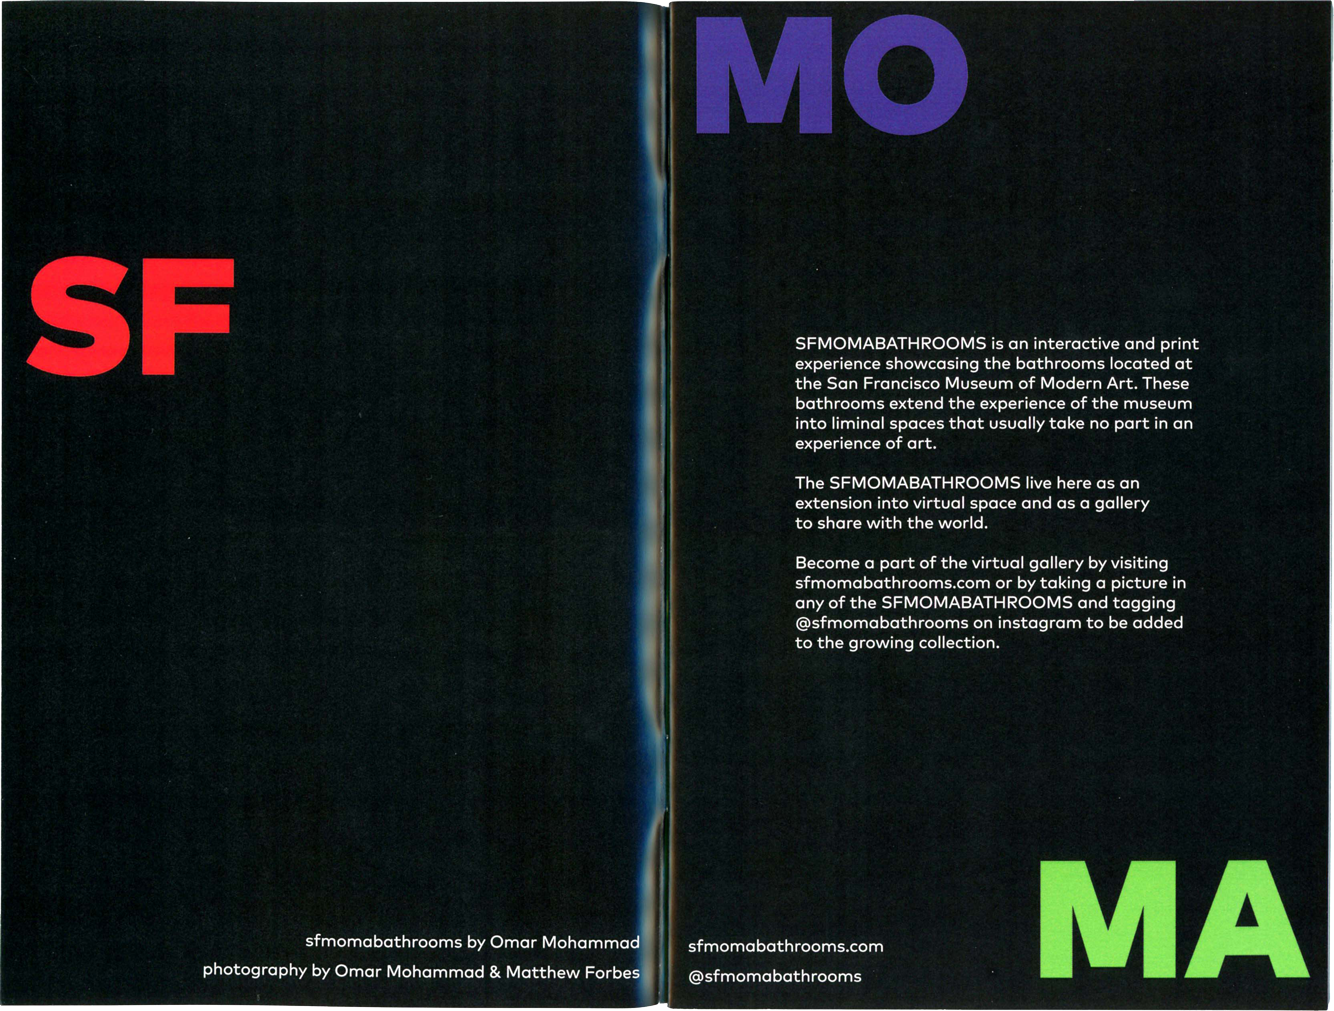 SF
sfmomabathrooms by Omar Mohammad
photography by Omar Mohammad & Matthew Forbes
MO
SFMOMABATHROOMS is an interactive and print
experience showcasing the bathrooms located at
the San Francisco Museum of Modern Art. These
bathrooms extend the experience of the museum
into liminal spaces that usually take no part in an
experience of art.
The SFMOMABATHROOMS live here as an
extension into virtual space and as a gallery
to share with the world.
Become a part of the virtual gallery by visiting
sfmomabathrooms.com or by taking a picture in
any of the SFMOMABATHROOMS and tagging
@sfmomabathrooms on instagram to be added
to the growing collection.
MA
sfmomabathrooms.com
@sfmomabathrooms